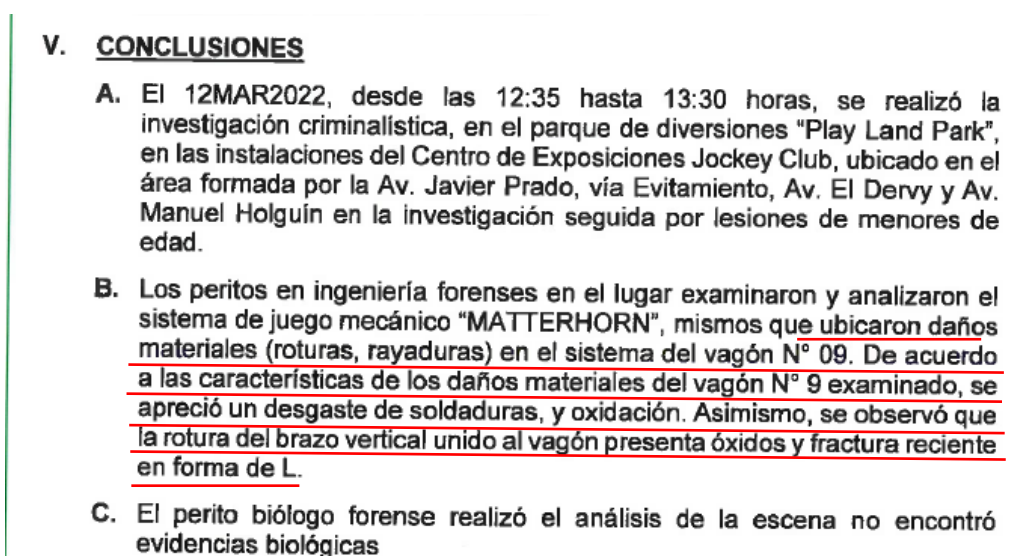 V. CONCLUSIONES
A. El 12MAR2022, desde las 12:35 hasta 13:30 horas, se realizó la
investigación criminalística, en el parque de diversiones "Play Land Park",
en las instalaciones del Centro de Exposiciones Jockey Club, ubicado en el
área formada por la Av. Javier Prado, vía Evitamiento, Av. El Dervy y Av.
Manuel Holguín en la investigación seguida por lesiones de menores de
edad.
B. Los peritos en ingeniería forenses en el lugar examinaron y analizaron el
sistema de juego mecánico "MATTERHORN", mismos que ubicaron daños
materiales (roturas, rayaduras) en el sistema del vagón N° 09. De acuerdo
a las características de los daños materiales del vagón N° 9 examinado, se
apreció un desgaste de soldaduras, y oxidación. Asimismo, se observó que
la rotura del brazo vertical unido al vagón presenta óxidos y fractura reciente
en forma de L.
C. El perito biólogo forense realizó el análisis de la escena no encontró
evidencias biológicas